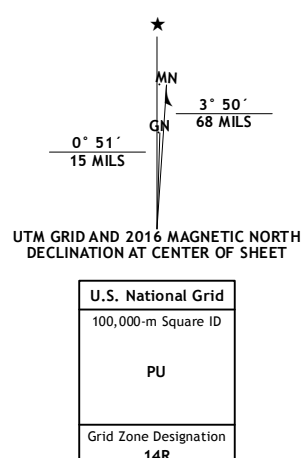 ★
MN
3° 50´
68 MILS
GN
0° 51´
15 MILS
UTM GRID AND 2016 MAGNETIC NORTH
DECLINATION AT CENTER OF SHEET
U.S. National Grid
100,000-m Square ID
PU
Grid Zone Designation
14R